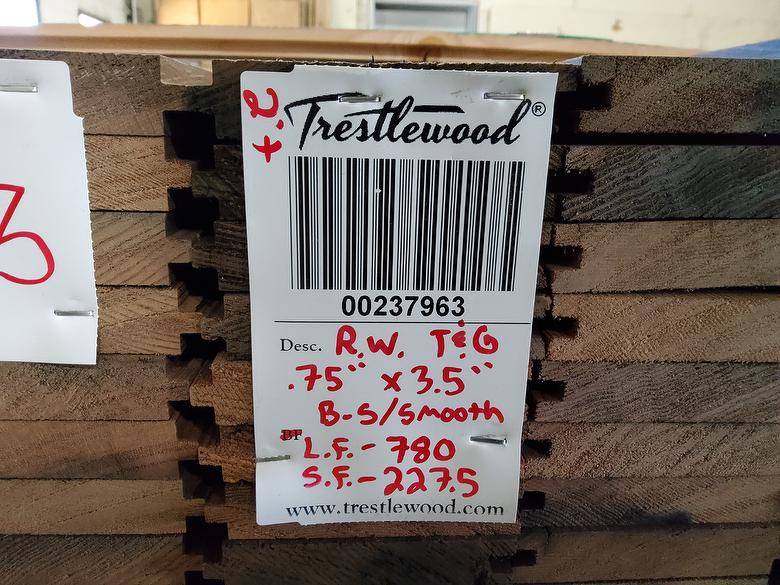 +.2
Trestlewood®
00237963
Desc. R.W. T&G
.75" x 3.5"
B-S/Smooth
BF
L.F.- 780
S.F.- 227.5
www.trestlewood.com